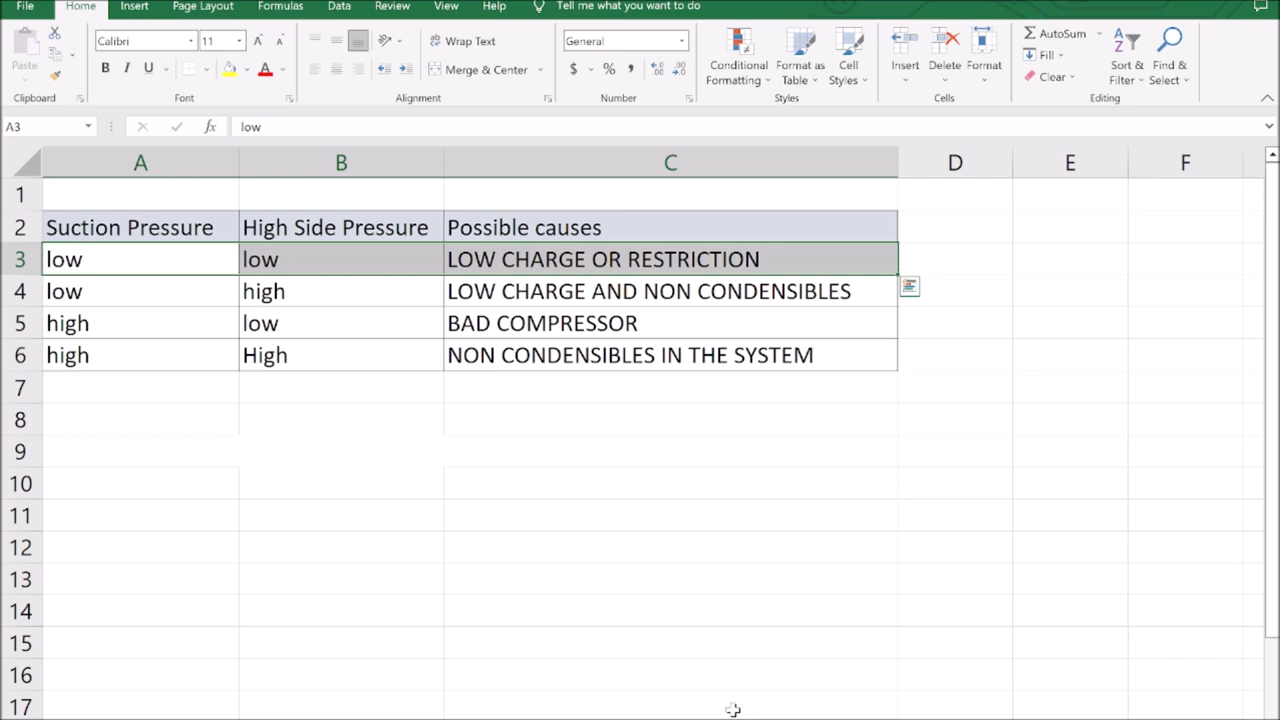 File Home Insert Page Layout Formulas Data Review View Help Tell me what you want to do
Paste
Clipboard
Calibri 11 A A
B I U A
Font
Wrap Text
Merge & Center
Alignment
General
$ % ,
Number
Conditional Formatting
Format as Table
Cell Styles
Styles
Insert Delete Format
Cells
AutoSum
Fill
Clear
Sort & Filter
Find & Select
Editing
A3 fx low
A B C D E F
1
2 Suction Pressure High Side Pressure Possible causes
3 low low LOW CHARGE OR RESTRICTION
4 low high LOW CHARGE AND NON CONDENSIBLES
5 high low BAD COMPRESSOR
6 high High NON CONDENSIBLES IN THE SYSTEM
7
8
9
10
11
12
13
14
15
16
17